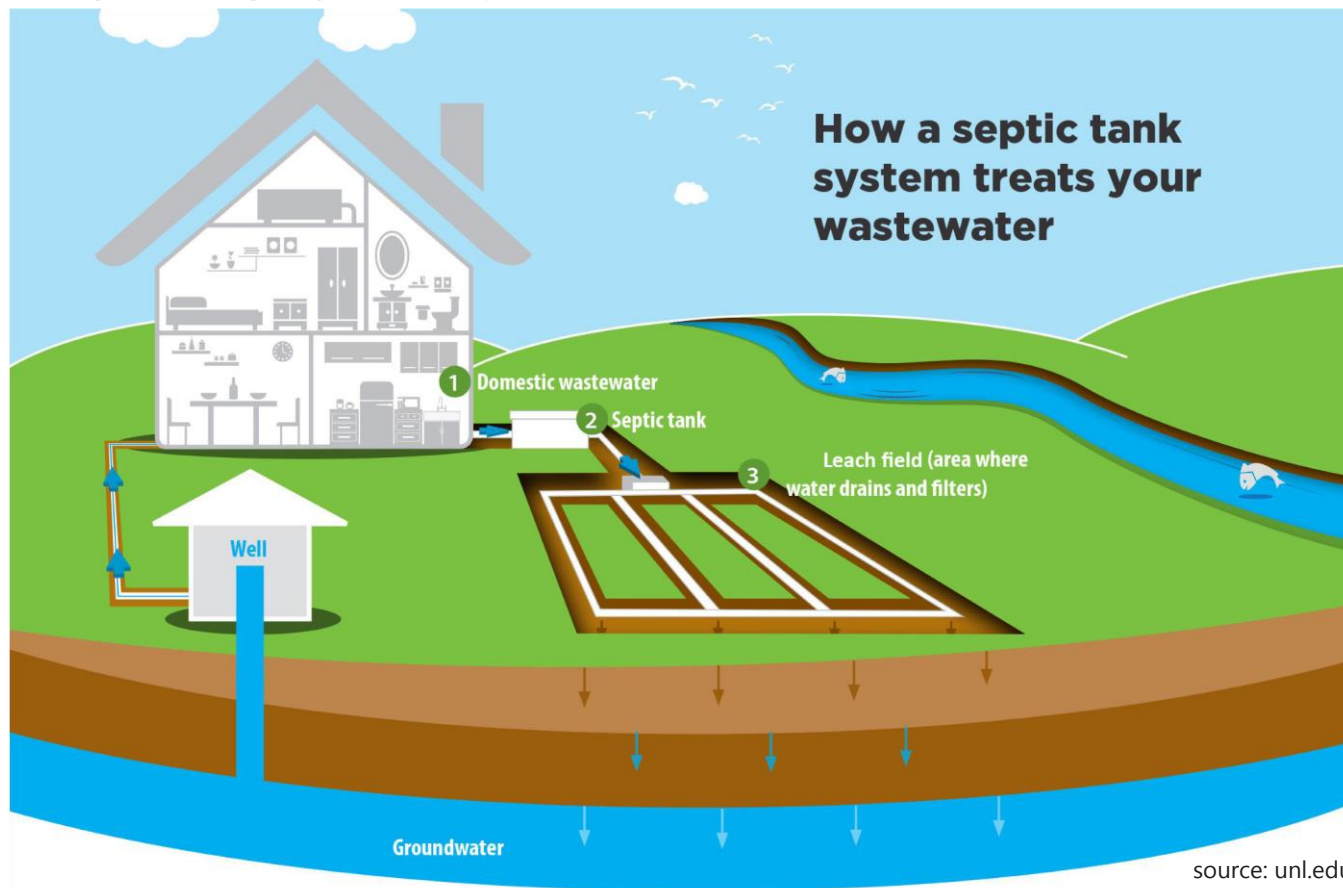 How a septic tank
system treats your
wastewater
1 Domestic wastewater
2 Septic tank
3 Leach field (area where
water drains and filters)
Well
Groundwater
source: unl.edu